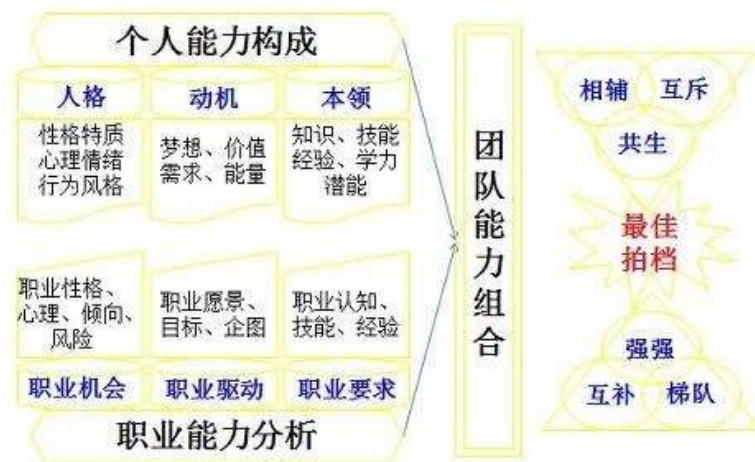 个人能力构成
人格
动机
本领
性格特质
心理情绪
行为风格
梦想、价值
需求、能量
知识、技能
经验、学力
潜能
职业性格、
心理、倾向、
风险
职业愿景、
目标、企图
职业认知、
技能、经验
职业机会
职业驱动
职业要求
职业能力分析
团队能力组合
相辅
互斥
共生
最佳
拍档
强强
互补
梯队